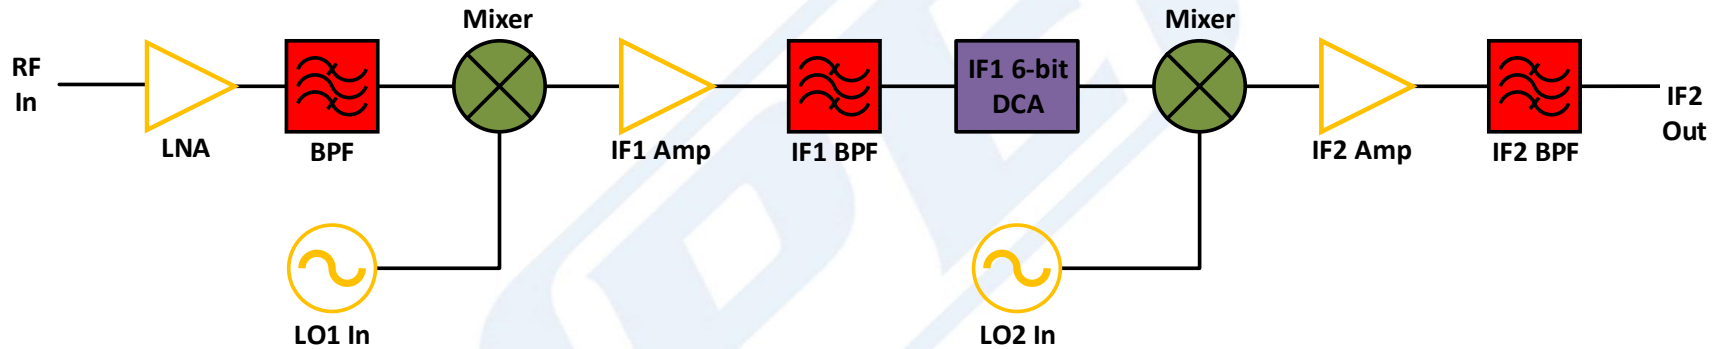 Mixer
Mixer
RF
In
IF1 6-bit
DCA
IF2
Out
LNA
BPF
IF1 Amp
IF1 BPF
IF2 Amp
IF2 BPF
LO1 In
LO2 In